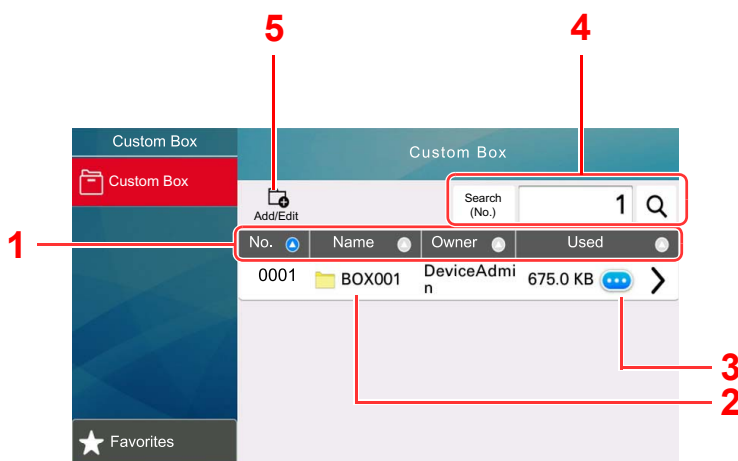 5
4
Custom Box
Custom Box
Custom Box
Add/Edit
Search
(No.)
1
1
No.
Name
Owner
Used
0001
BOX001
DeviceAdmi
n
675.0 KB
3
2
Favorites